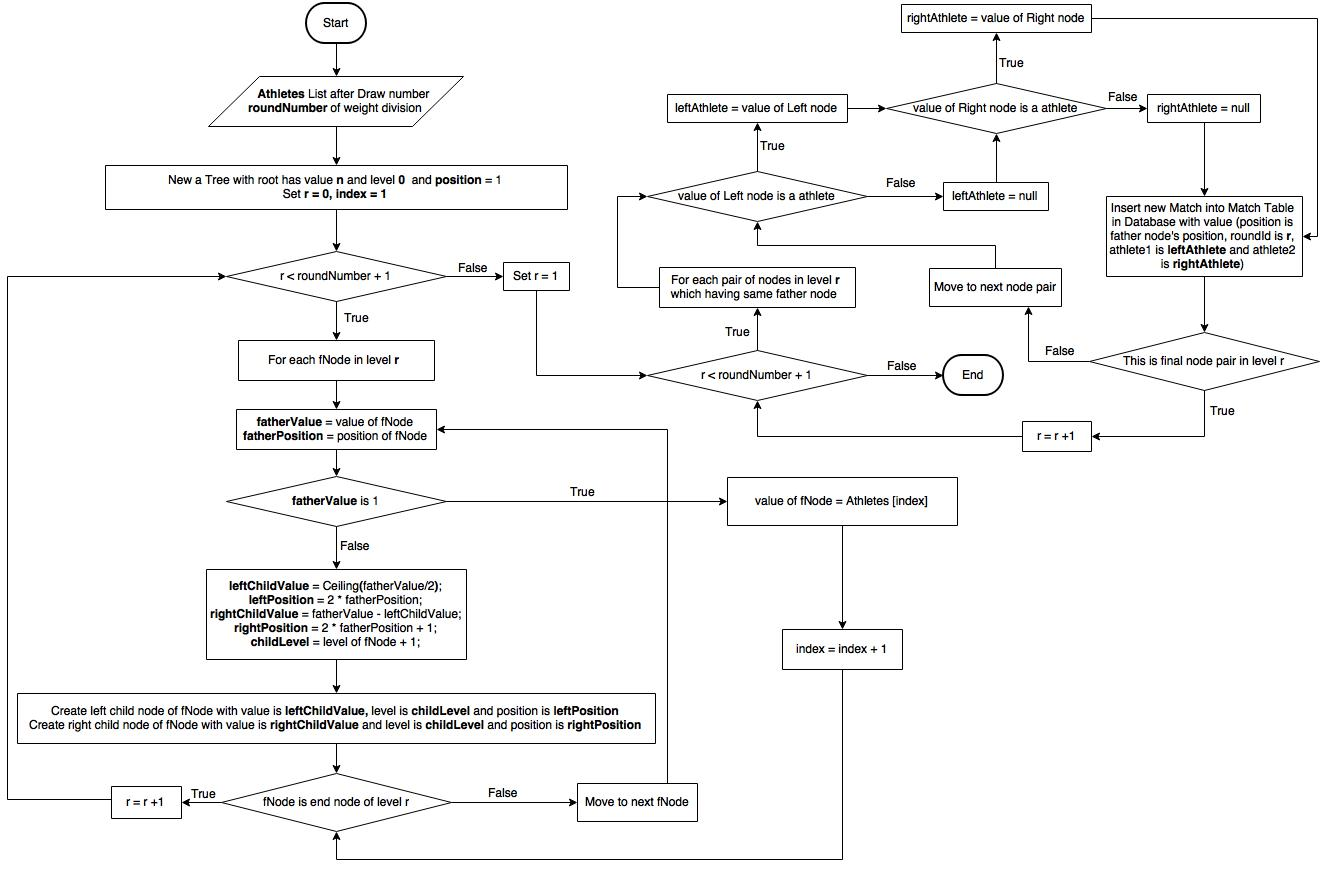 Start
Athletes List after Draw number
roundNumber of weight division
New a Tree with root has value n and level 0 and position = 1
Set r = 0, index = 1
r < roundNumber + 1
False
Set r = 1
True
For each fNode in level r
fatherValue = value of fNode
fatherPosition = position of fNode
fatherValue is 1
True
value of fNode = Athletes [index]
index = index + 1
False
leftChildValue = Ceiling(fatherValue/2);
leftPosition = 2 * fatherPosition;
rightChildValue = fatherValue - leftChildValue;
rightPosition = 2 * fatherPosition + 1;
childLevel = level of fNode + 1;
Create left child node of fNode with value is leftChildValue, level is childLevel and position is leftPosition
Create right child node of fNode with value is rightChildValue and level is childLevel and position is rightPosition
fNode is end node of level r
True
r = r +1
False
Move to next fNode
r < roundNumber + 1
False
End
True
For each pair of nodes in level r
which having same father node
value of Left node is a athlete
True
leftAthlete = value of Left node
False
leftAthlete = null
value of Right node is a athlete
True
rightAthlete = value of Right node
False
rightAthlete = null
Insert new Match into Match Table
in Database with value (position is
father node's position, roundId is r,
athlete1 is leftAthlete and athlete2
is rightAthlete)
This is final node pair in level r
False
Move to next node pair
True
r = r +1